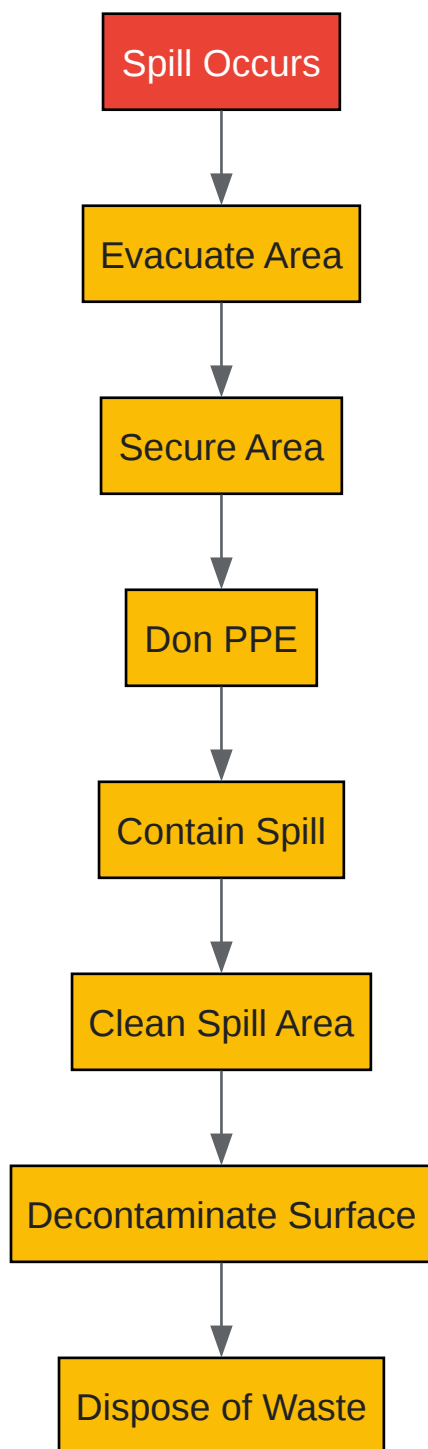 Spill Occurs
Evacuate Area
Secure Area
Don PPE
Contain Spill
Clean Spill Area
Decontaminate Surface
Dispose of Waste